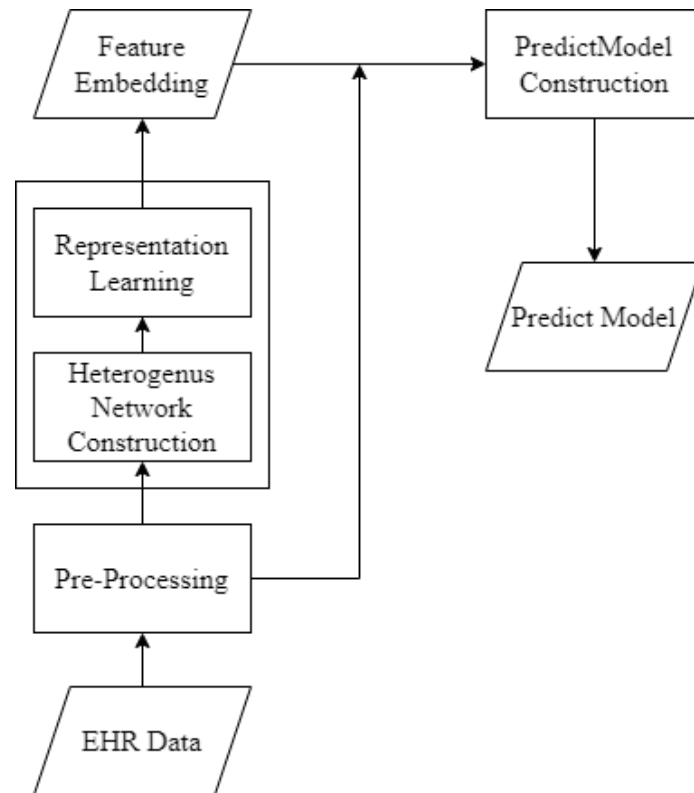 Feature
Embedding
PredictModel
Construction
Representation
Learning
Predict Model
Heterogenus
Network
Construction
Pre-Processing
EHR Data